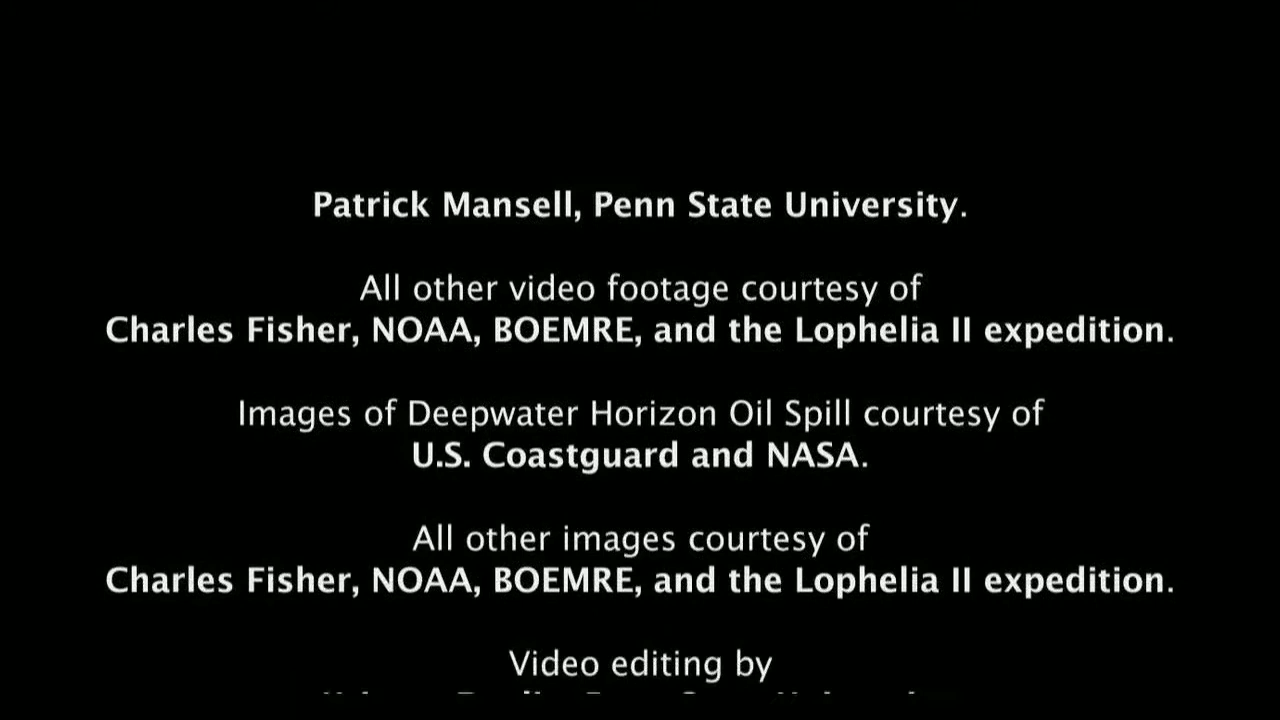 Patrick Mansell, Penn State University.
All other video footage courtesy of
Charles Fisher, NOAA, BOEMRE, and the Lophelia II expedition.
Images of Deepwater Horizon Oil Spill courtesy of
U.S. Coastguard and NASA.
All other images courtesy of
Charles Fisher, NOAA, BOEMRE, and the Lophelia II expedition.
Video editing by